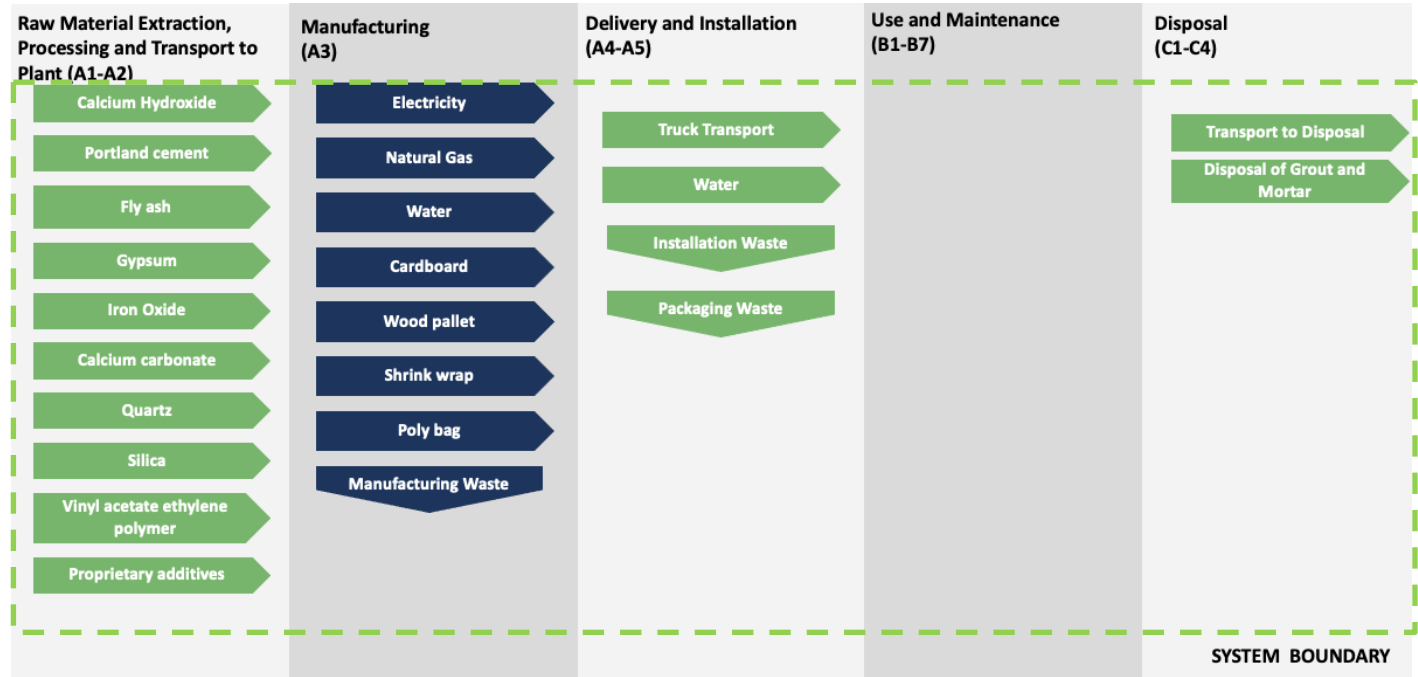 Raw Material Extraction,
Processing and Transport to
Plant (A1-A2)
Calcium Hydroxide
Portland cement
Fly ash
Gypsum
Iron Oxide
Calcium carbonate
Quartz
Silica
Vinyl acetate ethylene
polymer
Proprietary additives
Manufacturing
(A3)
Electricity
Natural Gas
Water
Cardboard
Wood pallet
Shrink wrap
Poly bag
Manufacturing Waste
Delivery and Installation
(A4-A5)
Truck Transport
Water
Installation Waste
Packaging Waste
Use and Maintenance
(B1-B7)
Disposal
(C1-C4)
Transport to Disposal
Disposal of Grout and
Mortar
SYSTEM BOUNDARY